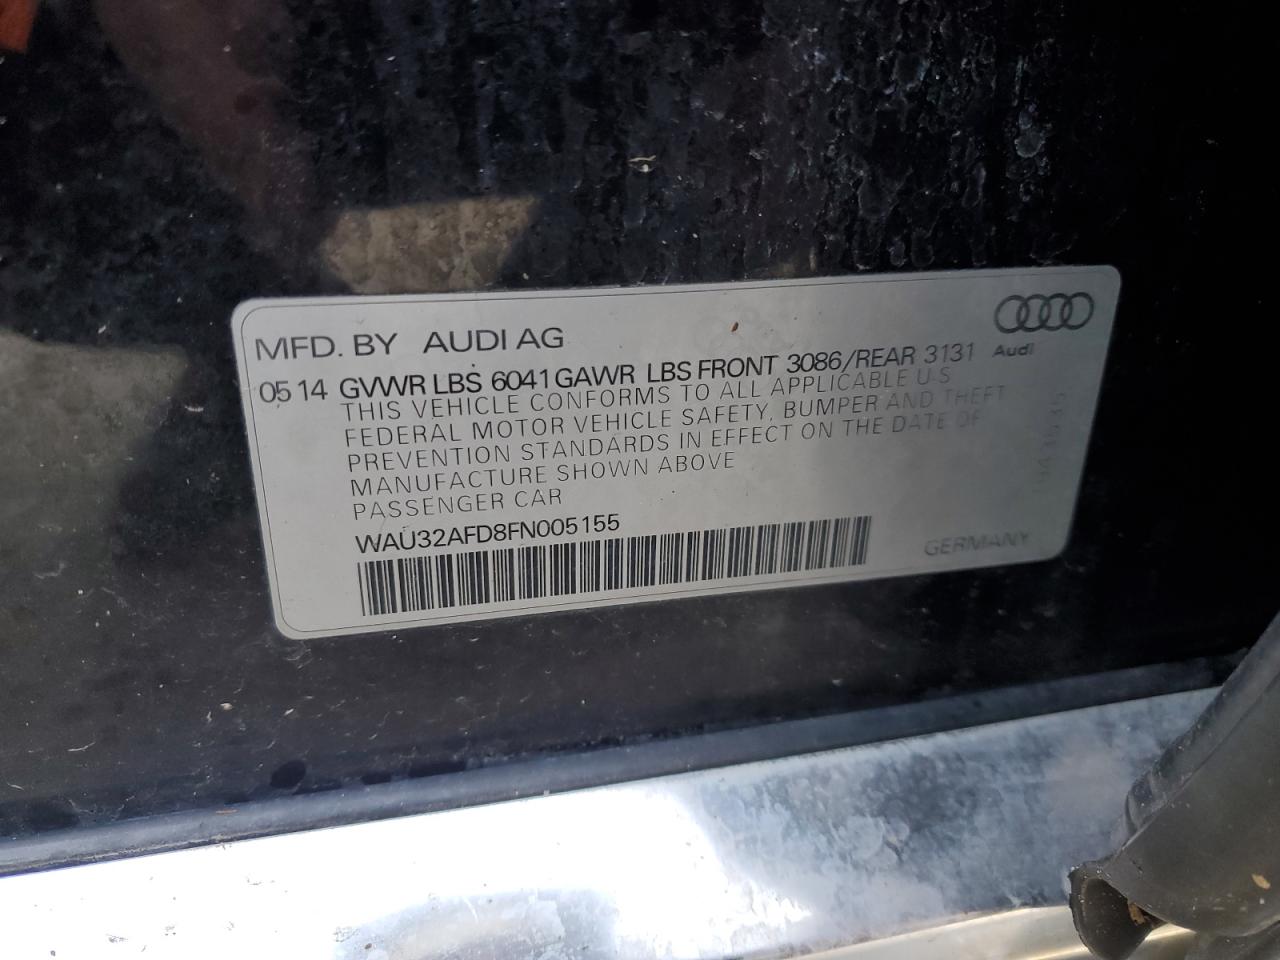 MFD. BY AUDI AG
05 14 GVWR LBS 6041 GAWR LBS FRONT 3086/REAR 3131
Audi
THIS VEHICLE CONFORMS TO ALL APPLICABLE U S
FEDERAL MOTOR VEHICLE SAFETY, BUMPER AND THEFT
PREVENTION STANDARDS IN EFFECT ON THE DATE OF
MANUFACTURE SHOWN ABOVE
PASSENGER CAR
WAU32AFD8FN005155
GERMANY